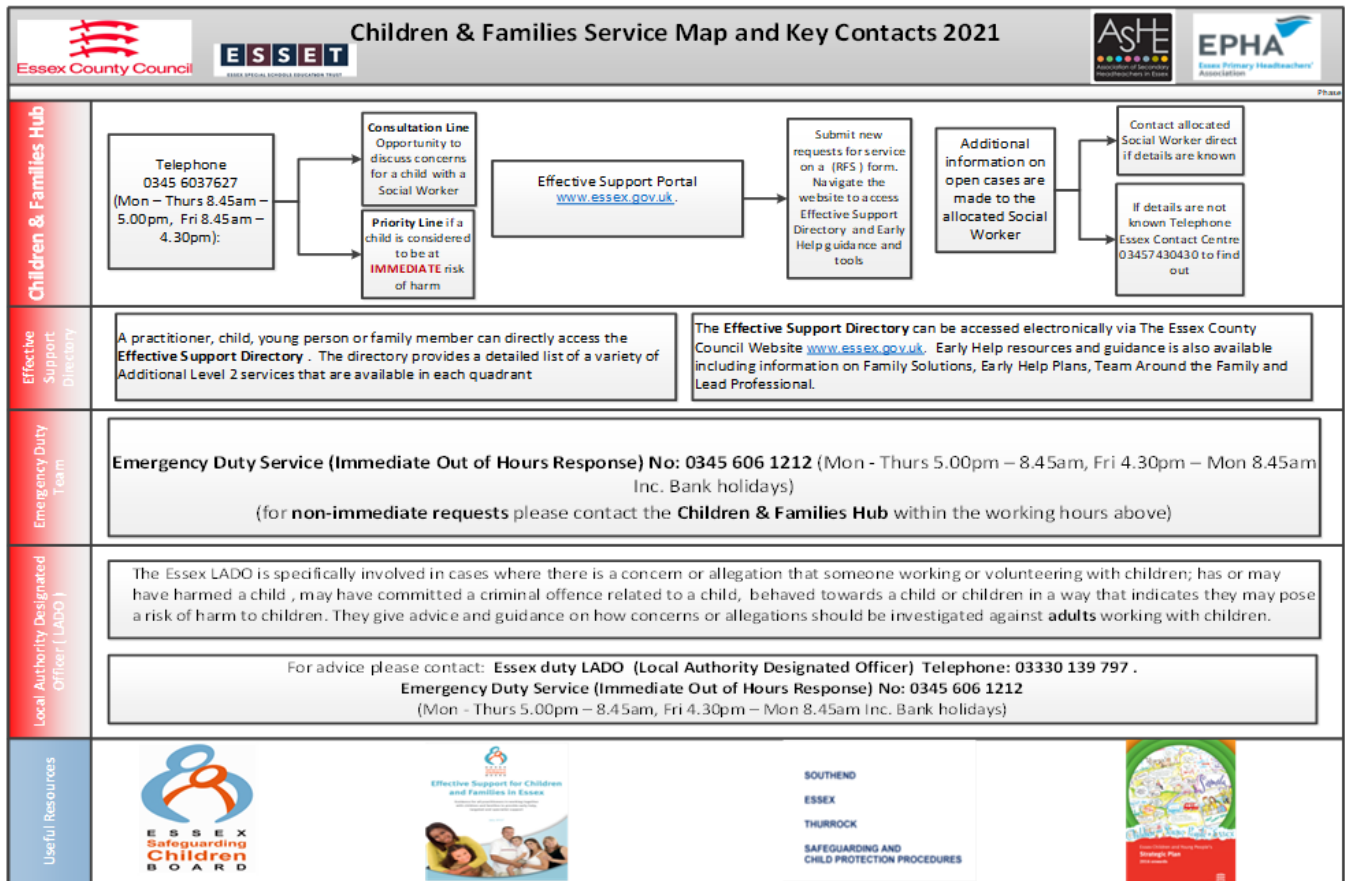 Children & Families Service Map and Key Contacts 2021
Essex County Council
ESSET
ESSEX SPECIAL SCHOOLS EDUCATION TRUST
ASHE
Association of Secondary
Headteachers in Essex
EPHA
Essex Primary Headteachers'
Association
Phase
Children & Families Hub
Telephone
0345 6037627
(Mon – Thurs 8.45am –
5.00pm, Fri 8.45am –
4.30pm):
Consultation Line
Opportunity to
discuss concerns
for a child with a
Social Worker
Priority Line if a
child is considered
to be at
IMMEDIATE risk
of harm
Effective Support Portal
www.essex.gov.uk .
Submit new
requests for service
on a (RFS ) form.
Navigate the
website to access
Effective Support
Directory and Early
Help guidance and
tools
Additional
information on
open cases are
made to the
allocated Social
Worker
Contact allocated
Social Worker direct
if details are known
If details are not
known Telephone
Essex Contact Centre
03457430430 to find
out
Effective
Support
Directory
A practitioner, child, young person or family member can directly access the
Effective Support Directory . The directory provides a detailed list of a variety of
Additional Level 2 services that are available in each quadrant
The Effective Support Directory can be accessed electronically via The Essex County
Council Website www.essex.gov.uk. Early Help resources and guidance is also available
including information on Family Solutions, Early Help Plans, Team Around the Family and
Lead Professional.
Emergency Duty
Team
Emergency Duty Service (Immediate Out of Hours Response) No: 0345 606 1212 (Mon - Thurs 5.00pm – 8.45am, Fri 4.30pm – Mon 8.45am
Inc. Bank holidays)
(for non-immediate requests please contact the Children & Families Hub within the working hours above)
Local Authority Designated
Officer ( LADO )
The Essex LADO is specifically involved in cases where there is a concern or allegation that someone working or volunteering with children; has or may
have harmed a child , may have committed a criminal offence related to a child, behaved towards a child or children in a way that indicates they may pose
a risk of harm to children. They give advice and guidance on how concerns or allegations should be investigated against adults working with children.
For advice please contact: Essex duty LADO (Local Authority Designated Officer) Telephone: 03330 139 797 .
Emergency Duty Service (Immediate Out of Hours Response) No: 0345 606 1212
(Mon - Thurs 5.00pm – 8.45am, Fri 4.30pm – Mon 8.45am Inc. Bank holidays)
Useful Resources
ESSEX
Safeguarding
Children
BOARD
Effective Support for Children
and Families in Essex
SOUTHEND
ESSEX
THURROCK
SAFEGUARDING AND
CHILD PROTECTION PROCEDURES
Essex Children and Young People's
Strategic Plan